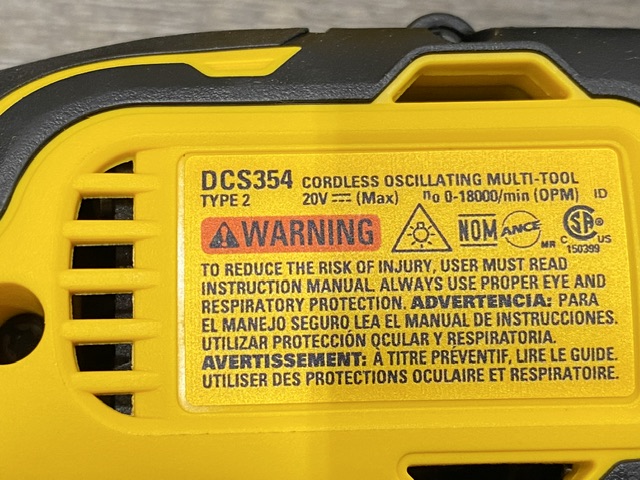 DCS354 CORDLESS OSCILLATING MULTI-TOOL
TYPE 2 20V⎓(Max) n₀ 0-18000/min (OPM) ID
WARNING NOM ANCE MR CSA US
150399
TO REDUCE THE RISK OF INJURY, USER MUST READ
INSTRUCTION MANUAL. ALWAYS USE PROPER EYE AND
RESPIRATORY PROTECTION. ADVERTENCIA: PARA
EL MANEJO SEGURO LEA EL MANUAL DE INSTRUCCIONES.
UTILIZAR PROTECCIÓN OCULAR Y RESPIRATORIA.
AVERTISSEMENT: À TITRE PRÉVENTIF, LIRE LE GUIDE.
UTILISER DES PROTECTIONS OCULAIRE ET RESPIRATOIRE.